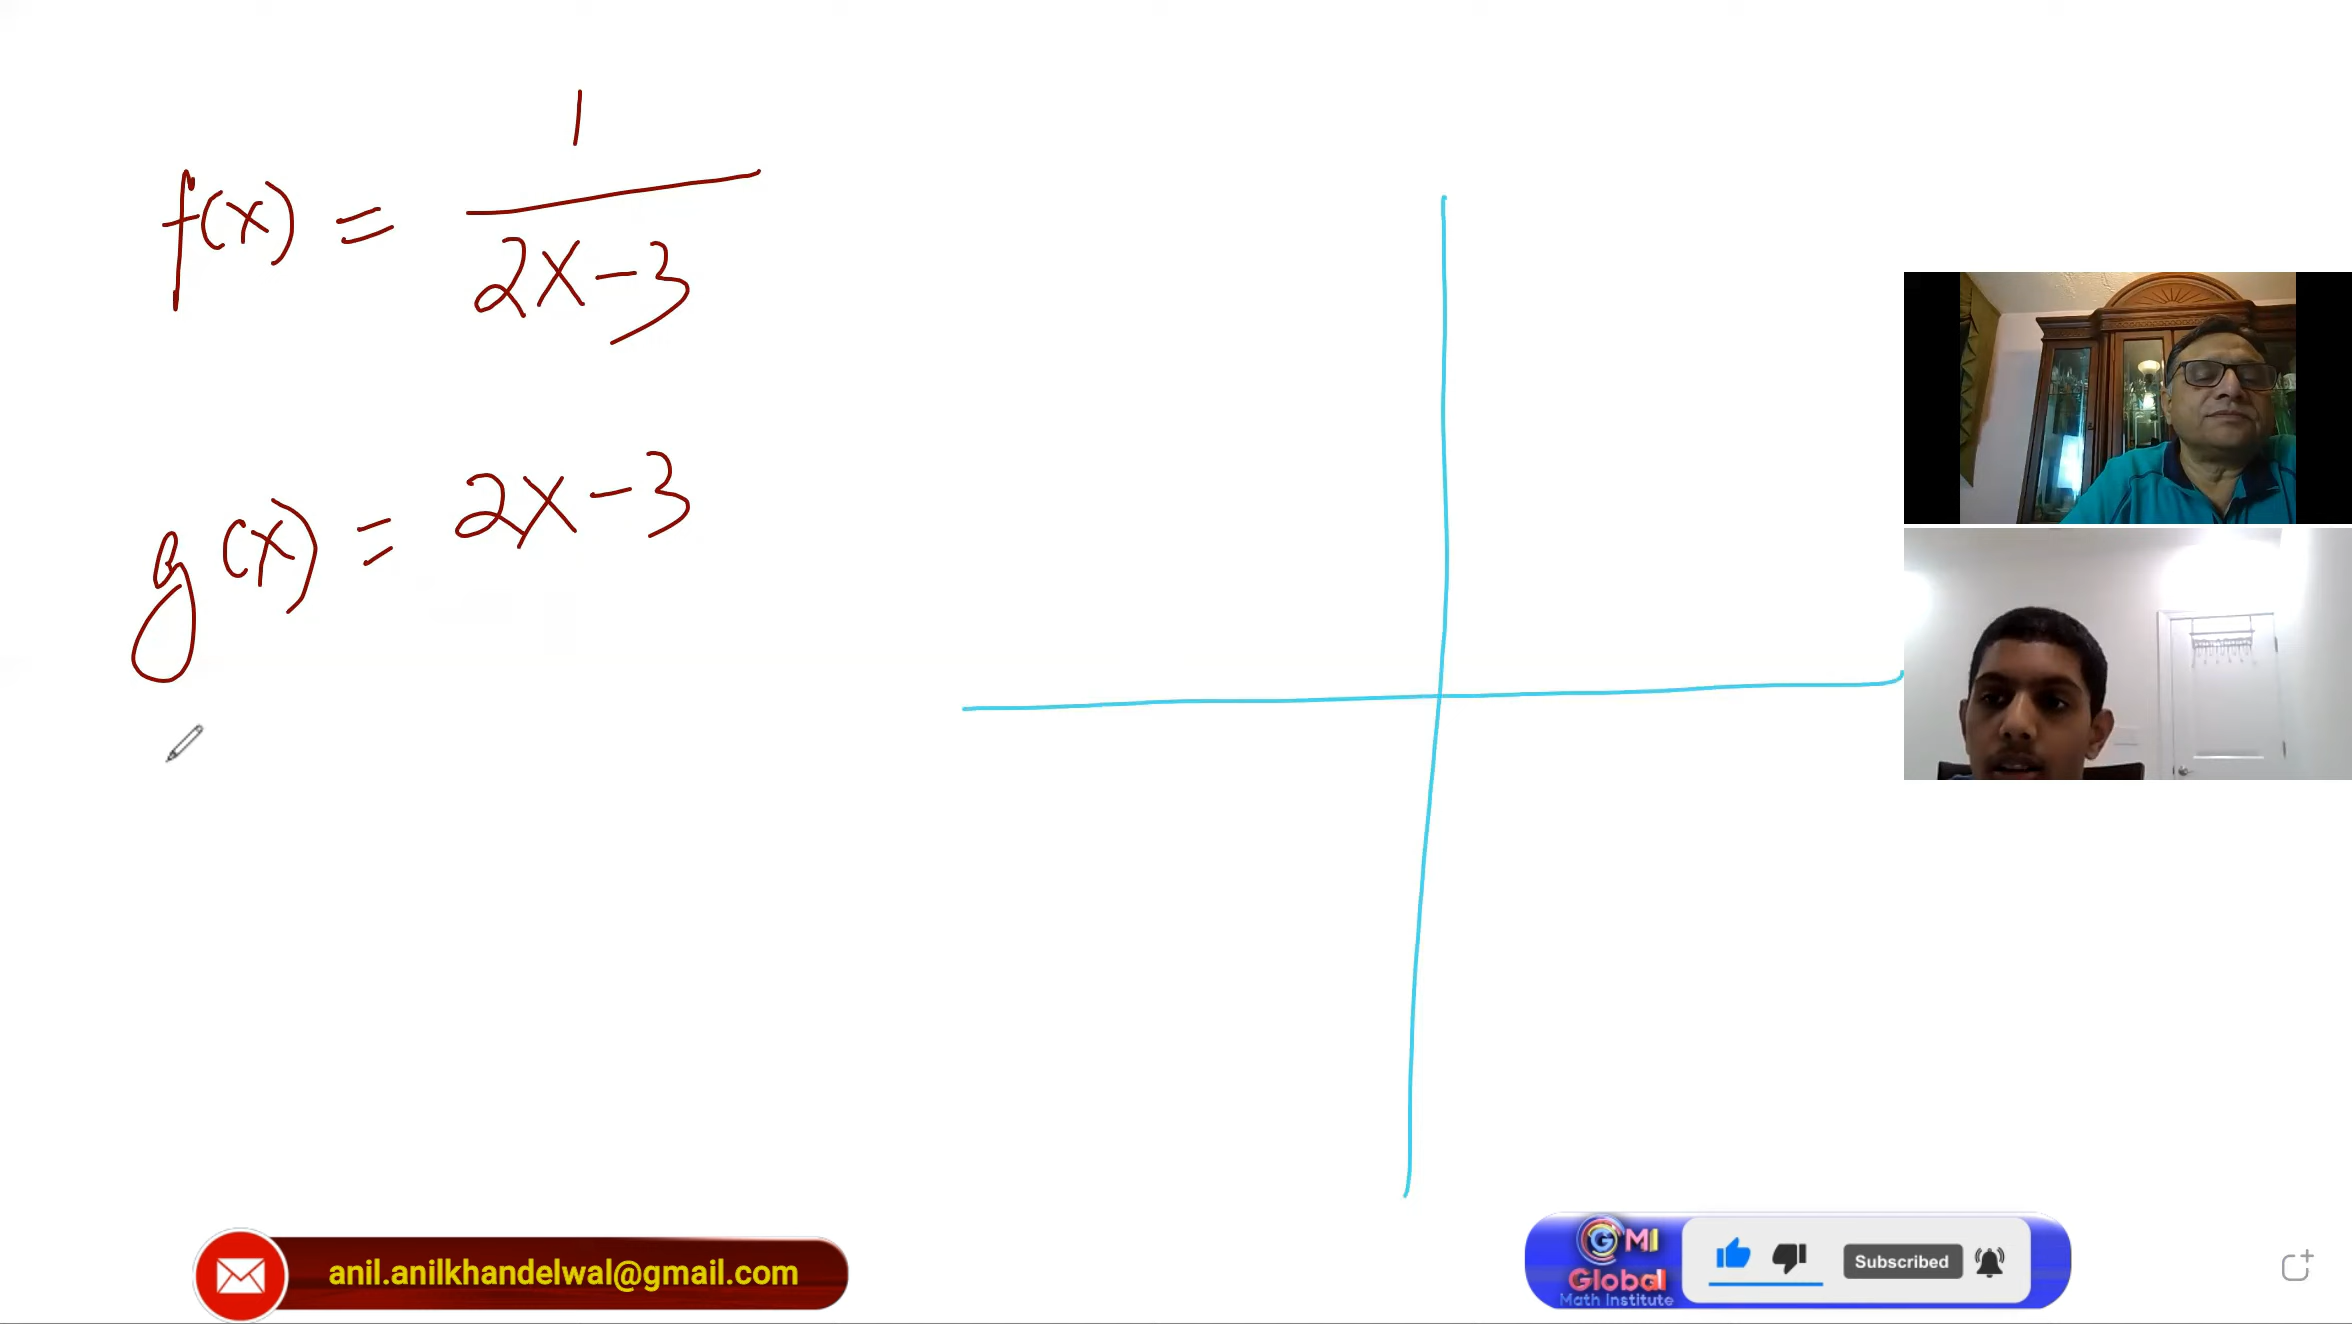 f(x) = 1 / 2x-3
g(x) = 2x-3
anil.anilkhandelwal@gmail.com
GMI
Global
Math Institute
Subscribed